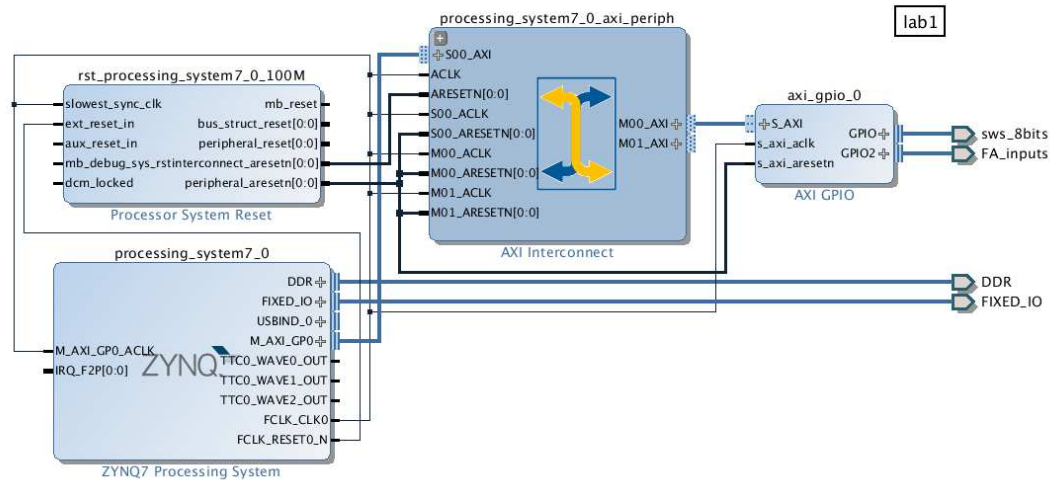 processing_system7_0_axi_periph
lab1
S00_AXI
ACLK
ARESETN[0:0]
S00_ACLK
S00_ARESETN[0:0]
M00_ACLK
M00_ARESETN[0:0]
M01_ACLK
M01_ARESETN[0:0]
M00_AXI
M01_AXI
AXI Interconnect
rst_processing_system7_0_100M
slowest_sync_clk
ext_reset_in
aux_reset_in
mb_debug_sys_rst
dcm_locked
mb_reset
bus_struct_reset[0:0]
peripheral_reset[0:0]
interconnect_aresetn[0:0]
peripheral_aresetn[0:0]
Processor System Reset
axi_gpio_0
S_AXI
s_axi_aclk
s_axi_aresetn
GPIO
GPIO2
AXI GPIO
sws_8bits
FA_inputs
processing_system7_0
M_AXI_GP0_ACLK
IRQ_F2P[0:0]
ZYNQ
DDR
FIXED_IO
USBIND_0
M_AXI_GP0
TTC0_WAVE0_OUT
TTC0_WAVE1_OUT
TTC0_WAVE2_OUT
FCLK_CLK0
FCLK_RESET0_N
ZYNQ7 Processing System
DDR
FIXED_IO